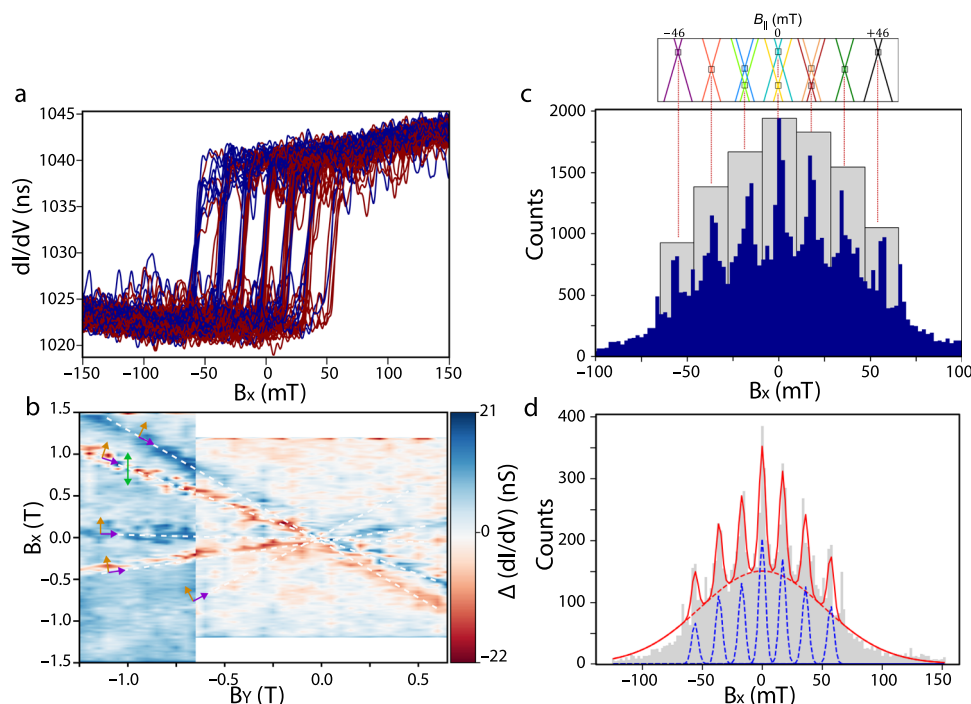 B∥ (mT)
−46 0 +46
a
1045
1040
1035
1030
1025
1020
dI/dV (ns)
−150 −100 −50 0 50 100 150
Bx (mT)
c
2000
1750
1500
1250
1000
750
500
250
0
Counts
−100 −50 0 50 100
Bx (mT)
b
1.5
1.0
0.5
0.0
−0.5
−1.0
−1.5
Bx (T)
−1.0 −0.5 0.0 0.5
BY (T)
21
0
−22
Δ (dI/dV) (nS)
d
400
350
300
250
200
150
100
50
0
Counts
−100 −50 0 50 100 150
Bx (mT)